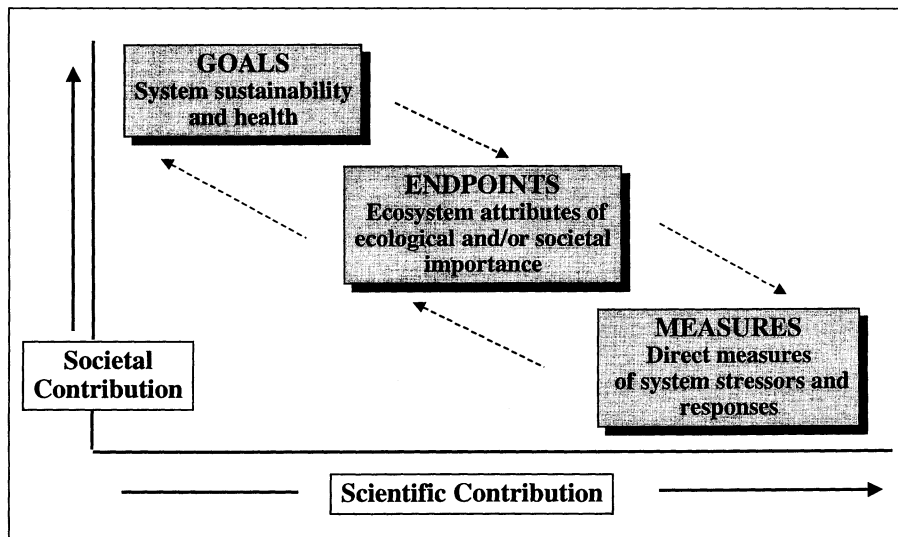 GOALS
System sustainability
and health
ENDPOINTS
Ecosystem attributes of
ecological and/or societal
importance
MEASURES
Direct measures
of system stressors and
responses
Societal
Contribution
Scientific Contribution